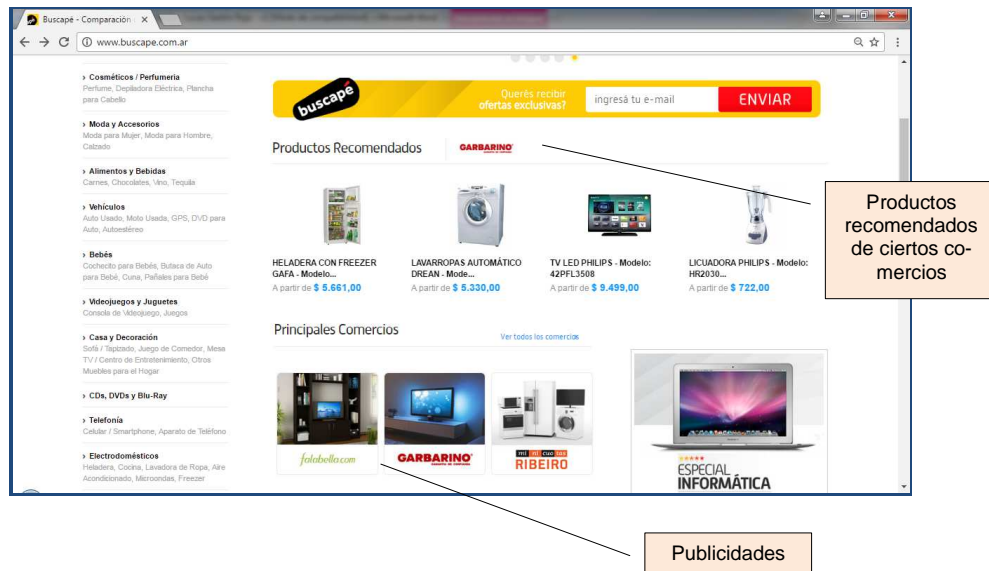 Buscapé - Comparación
www.buscape.com.ar
› Cosméticos / Perfumeria
Perfume, Depiladora Eléctrica, Plancha
para Cabello
› Moda y Accesorios
Moda para Mujer, Moda para Hombre,
Calzado
› Alimentos y Bebidas
Carnes, Chocolates, Vino, Tequila
› Vehículos
Auto Usado, Moto Usada, GPS, DVD para
Auto, Autoestéreo
› Bebés
Cochecito para Bebés, Butaca de Auto
para Bebé, Cuna, Pañales para Bebé
› Videojuegos y Juguetes
Consola de Videojuego, Juegos
› Casa y Decoración
Sofá / Tapizado, Juego de Comedor, Mesa
TV / Centro de Entretenimiento, Otros
Muebles para el Hogar
› CDs, DVDs y Blu-Ray
› Telefonía
Celular / Smartphone, Aparato de Teléfono
› Electrodomésticos
Heladera, Cocina, Lavadora de Ropa, Aire
Acondicionado, Microondas, Freezer
buscapé
Querés recibir
ofertas exclusivas?
ingresá tu e-mail
ENVIAR
Productos Recomendados
GARBARINO
HELADERA CON FREEZER
GAFA - Modelo...
A partir de $ 5.661,00
LAVARROPAS AUTOMÁTICO
DREAN - Mode...
A partir de $ 5.330,00
TV LED PHILIPS - Modelo:
42PFL3508
A partir de $ 9.499,00
LICUADORA PHILIPS - Modelo:
HR2030...
A partir de $ 722,00
Principales Comercios
Ver todos los comercios
falabella.com
GARBARINO
RIBEIRO
ESPECIAL
INFORMÁTICA
Productos
recomendados
de ciertos co-
mercios
Publicidades